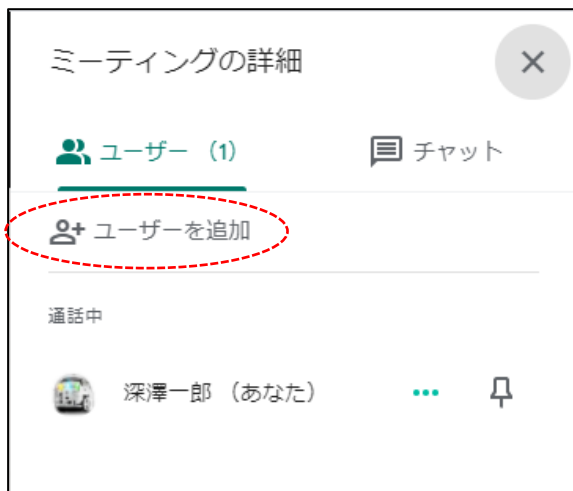 ミーティングの詳細
ユーザー （1） チャット
ユーザーを追加
通話中
深澤一郎 （あなた）